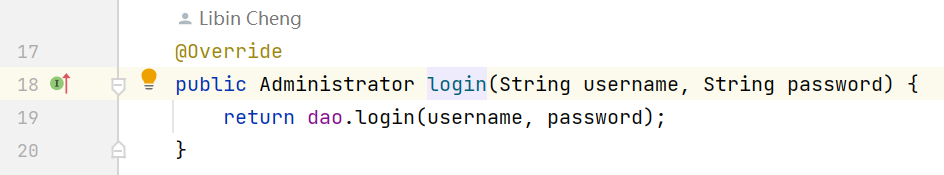 Libin Cheng
17 @Override
18 public Administrator login(String username, String password) {
19 return dao.login(username, password);
20 }